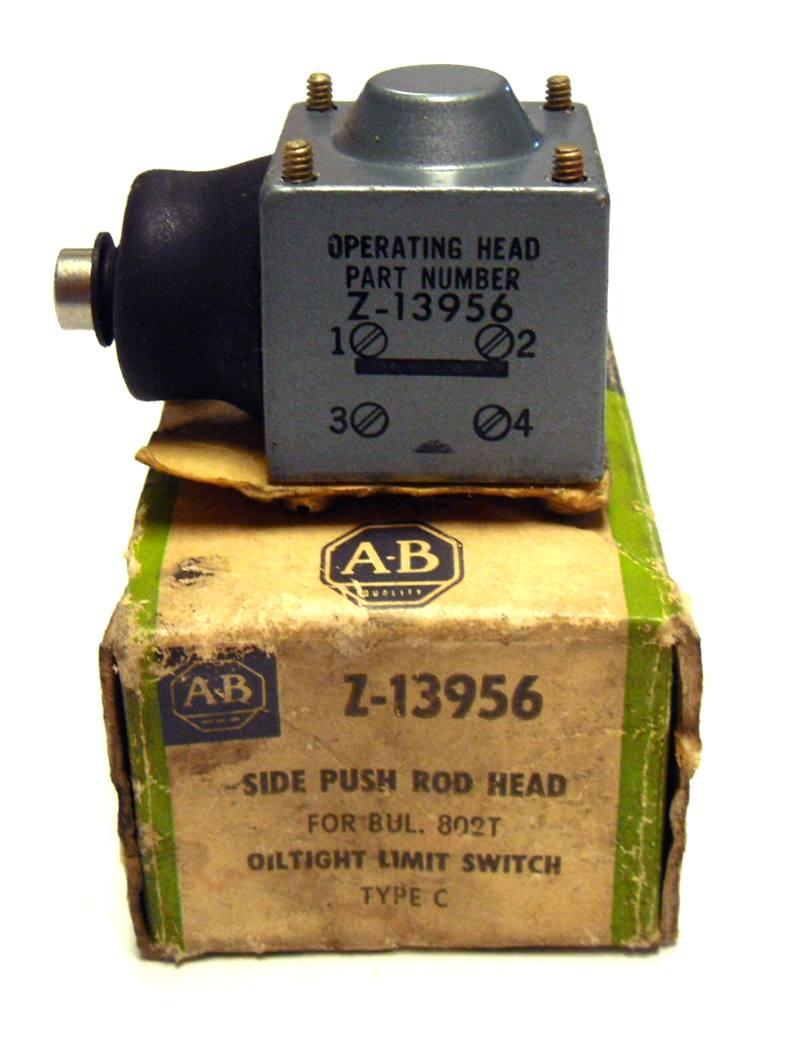 OPERATING HEAD
PART NUMBER
Z-13956
1 2
3 4
A-B
QUALITY
A-B
Z-13956
SIDE PUSH ROD HEAD
FOR BUL. 802T
OILTIGHT LIMIT SWITCH
TYPE C